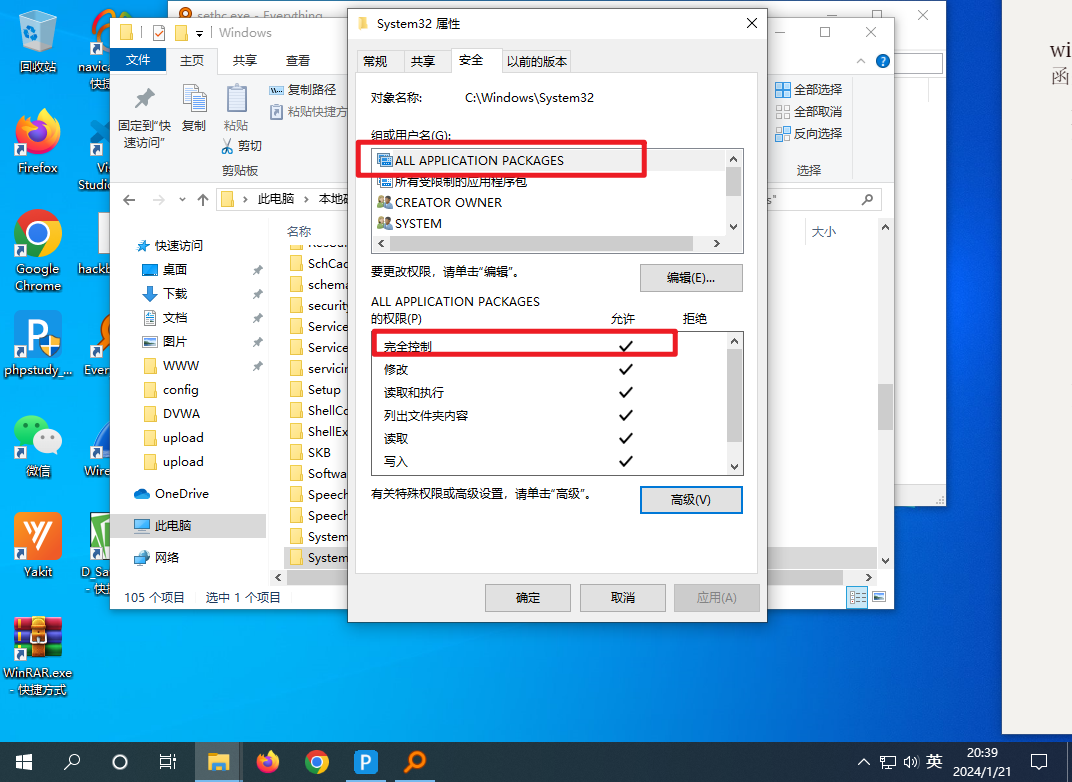 sethc.exe - Everything
Windows
文件
主页
共享
查看
固定到"快
速访问"
复制
粘贴
复制路径
粘贴快捷方
剪切
剪贴板
全部选择
全部取消
反向选择
选择
此电脑
本地
名称
大小
快速访问
桌面
下载
文档
图片
WWW
config
DVWA
upload
upload
OneDrive
此电脑
网络
SchCac
schema
security
Service
Service
servicin
Setup
ShellCo
ShellEx
SKB
Softwa
Speech
Speech
System
System
105 个项目
选中 1 个项目
System32 属性
常规
共享
安全
以前的版本
对象名称:
C:\Windows\System32
组或用户名(G):
ALL APPLICATION PACKAGES
所有受限制的应用程序包
CREATOR OWNER
SYSTEM
要更改权限，请单击"编辑"。
编辑(E)...
ALL APPLICATION PACKAGES
的权限(P)
允许
拒绝
完全控制
修改
读取和执行
列出文件夹内容
读取
写入
有关特殊权限或高级设置，请单击"高级"。
高级(V)
确定
取消
应用(A)
回收站
navica
快捷
Firefox
Vis
Studio
Google
Chrome
hackb
phpstudy_...
Every
微信
Wire
Yakit
D_Sa
- 快捷
WinRAR.exe
- 快捷方式
wi
函
英
20:39
2024/1/21